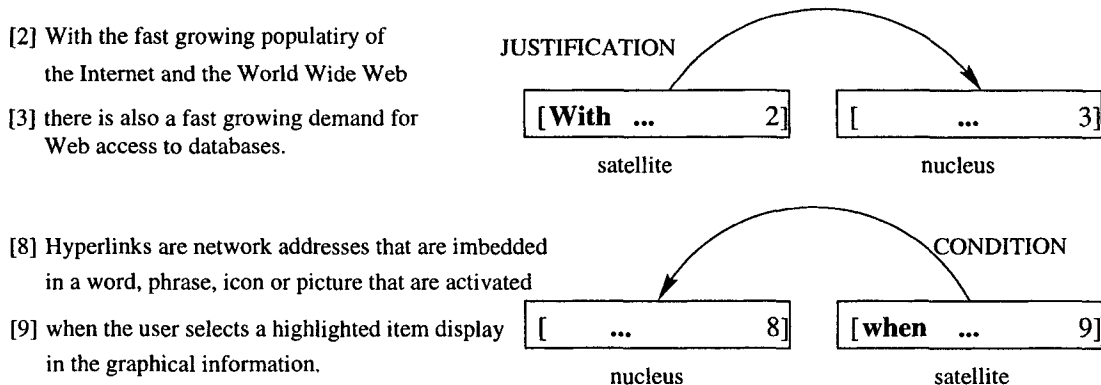 [2] With the fast growing populatiry of
the Internet and the World Wide Web
[3] there is also a fast growing demand for
Web access to databases.
JUSTIFICATION
[With ... 2]
[ ... 3]
satellite
nucleus
[8] Hyperlinks are network addresses that are imbedded
in a word, phrase, icon or picture that are activated
[9] when the user selects a highlighted item display
in the graphical information.
CONDITION
[ ... 8]
[when ... 9]
nucleus
satellite